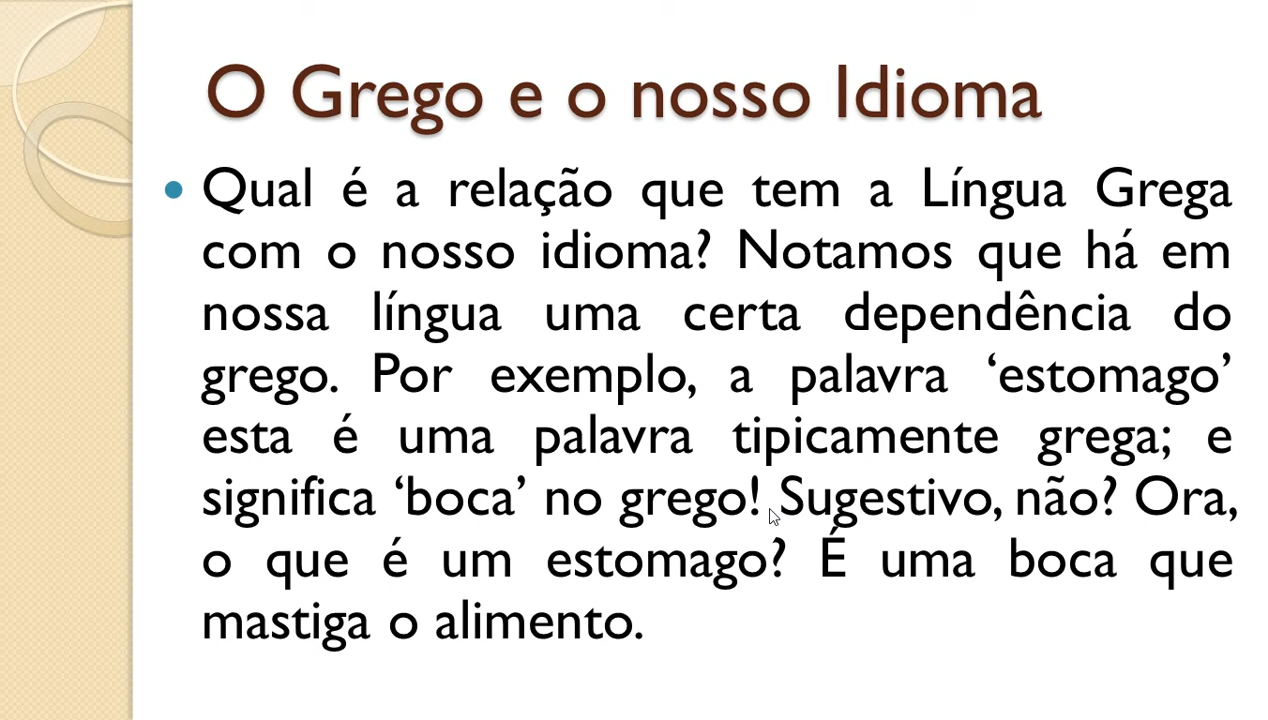 O Grego e o nosso Idioma
• Qual é a relação que tem a Língua Grega
com o nosso idioma? Notamos que há em
nossa língua uma certa dependência do
grego. Por exemplo, a palavra ‘estomago’
esta é uma palavra tipicamente grega; e
significa ‘boca’ no grego! Sugestivo, não? Ora,
o que é um estomago? É uma boca que
mastiga o alimento.